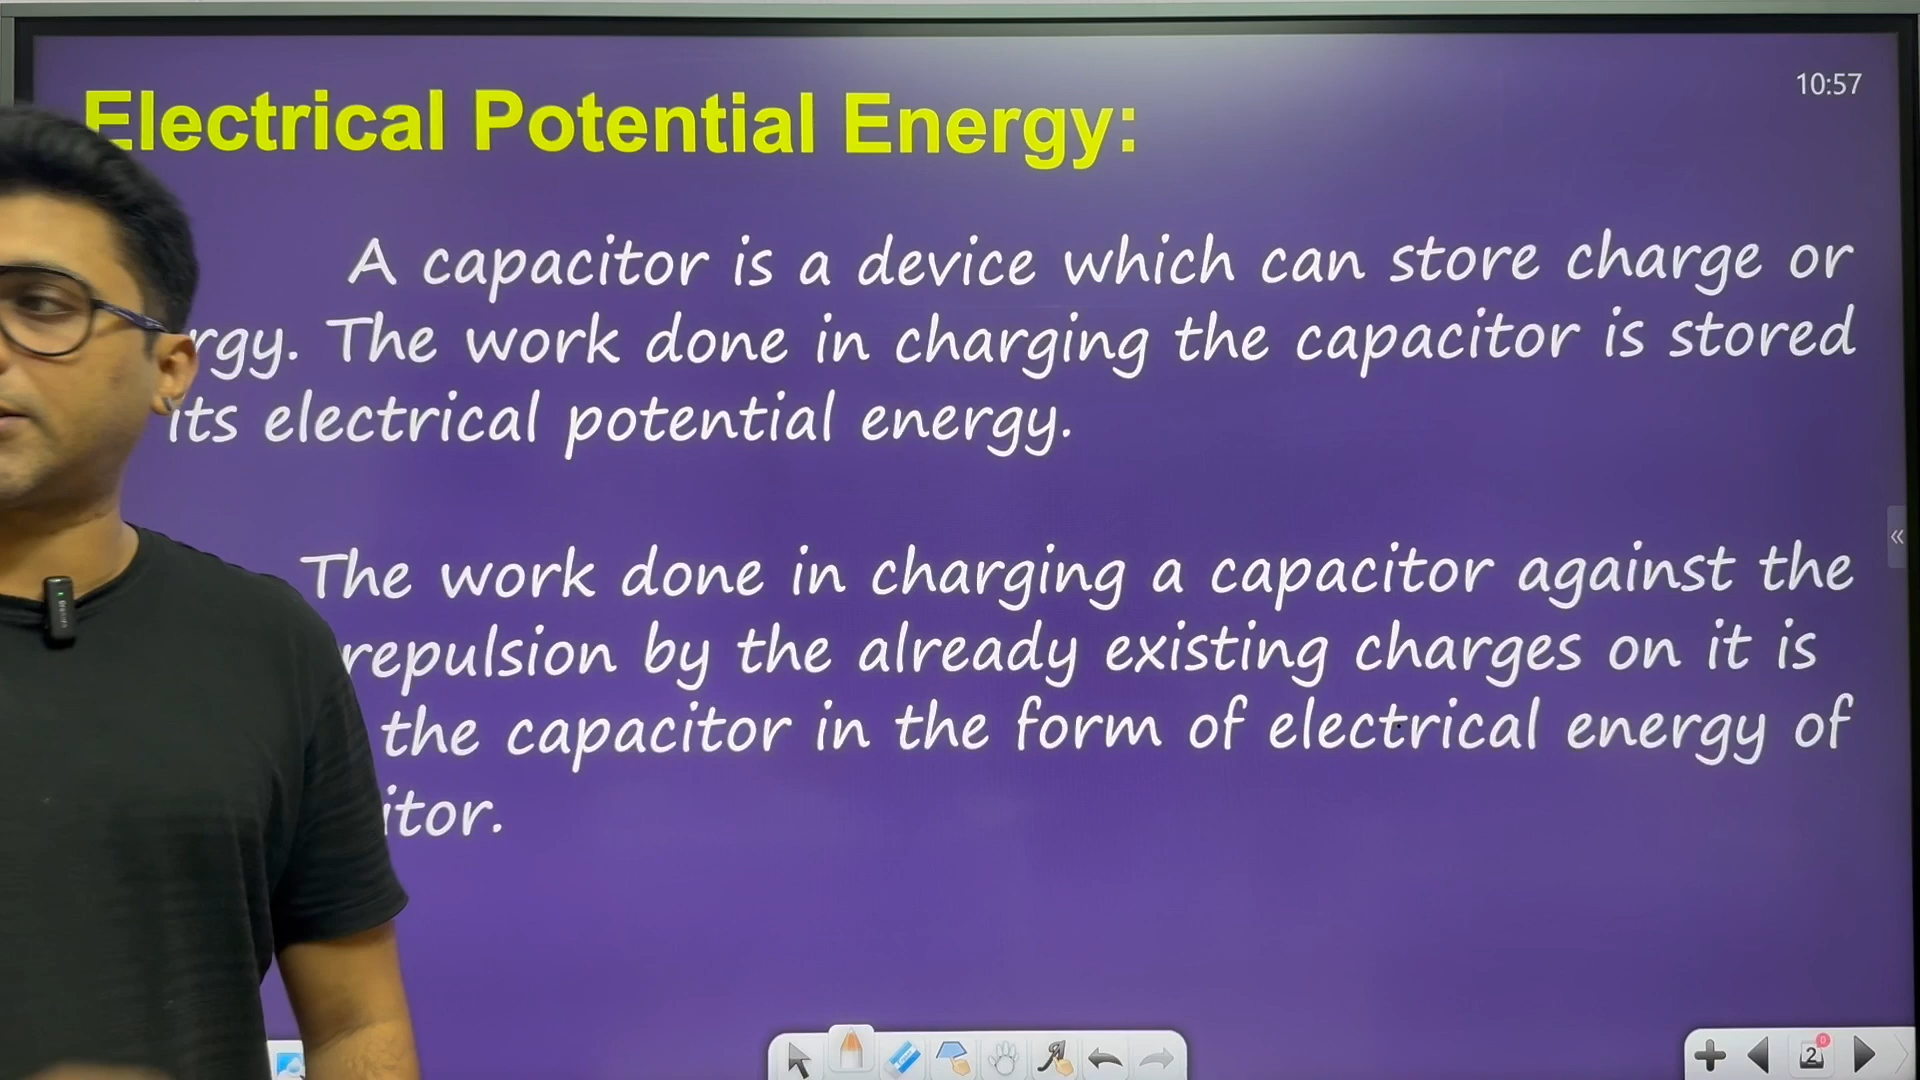 Electrical Potential Energy:
10:57
A capacitor is a device which can store charge or
rgy. The work done in charging the capacitor is stored
its electrical potential energy.
The work done in charging a capacitor against the
repulsion by the already existing charges on it is
the capacitor in the form of electrical energy of
itor.
2